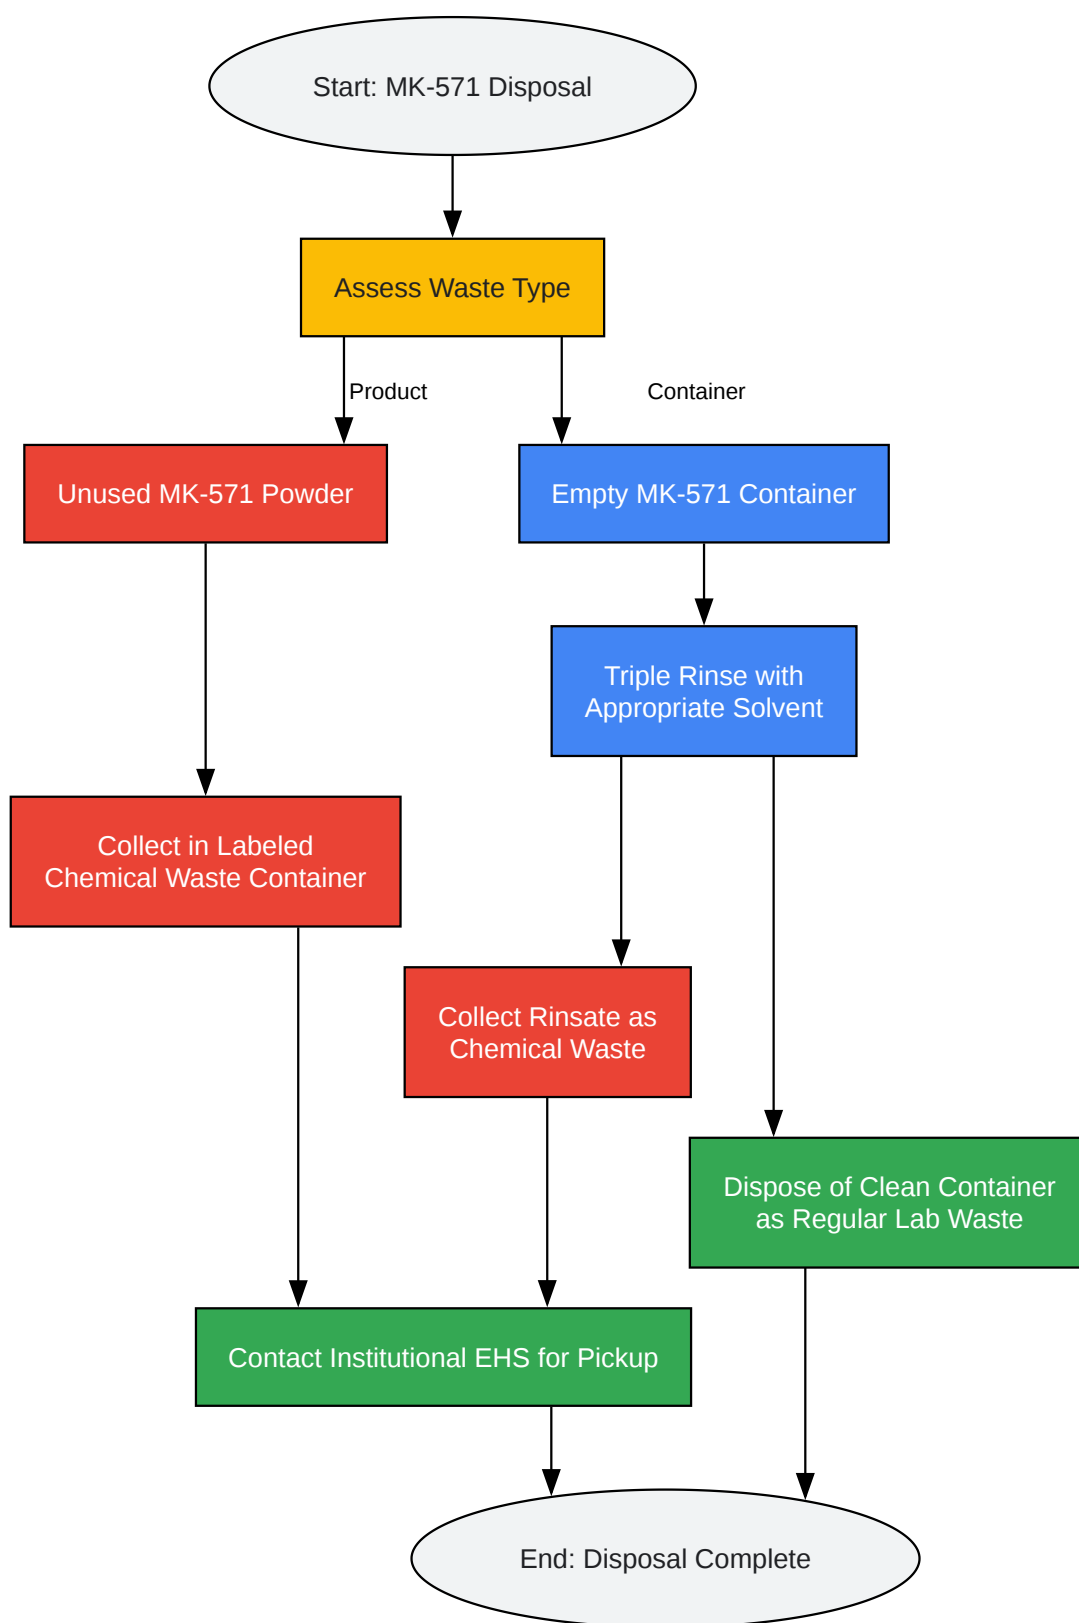 Start: MK-571 Disposal
Assess Waste Type
Product
Container
Unused MK-571 Powder
Empty MK-571 Container
Triple Rinse with
Appropriate Solvent
Collect in Labeled
Chemical Waste Container
Collect Rinsate as
Chemical Waste
Dispose of Clean Container
as Regular Lab Waste
Contact Institutional EHS for Pickup
End: Disposal Complete